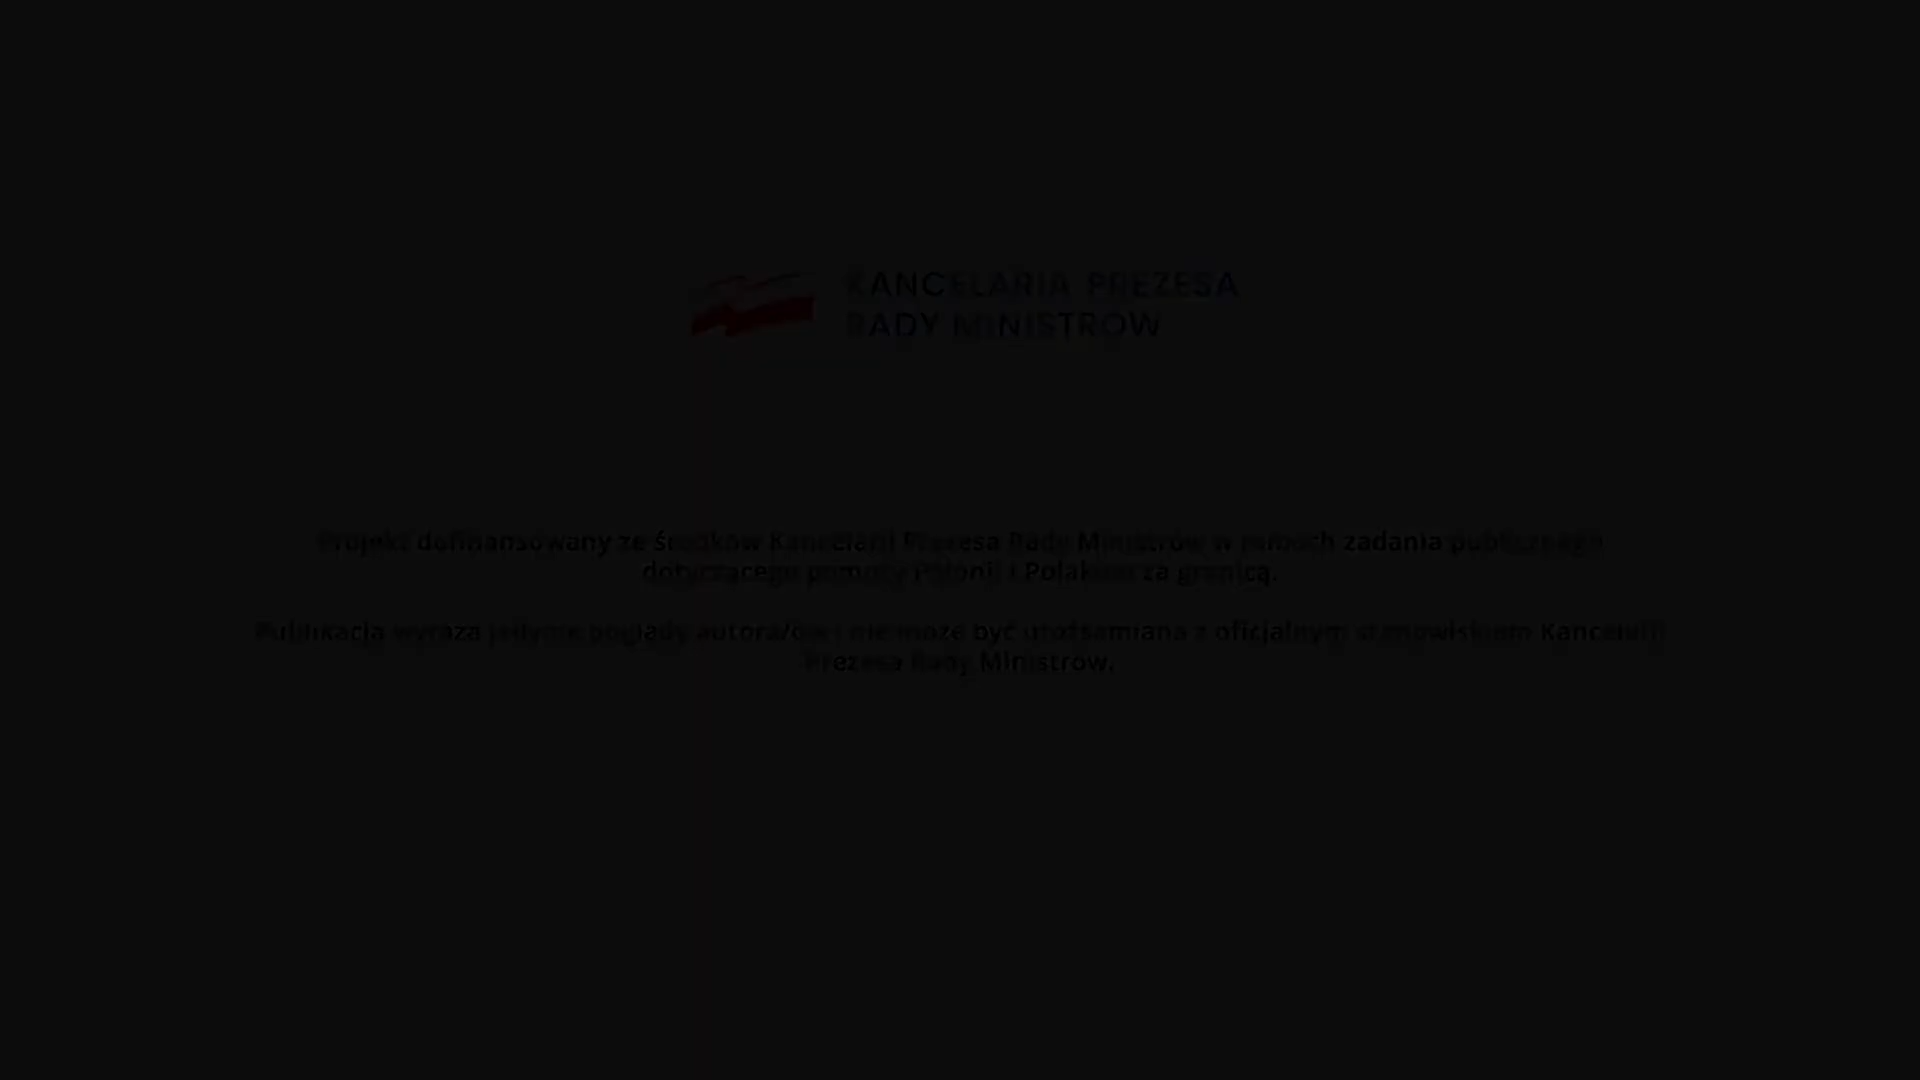 KANCELARIA PREZESA
RADY MINISTRÓW
Projekt dofinansowany ze środków Kancelarii Prezesa Rady Ministrów w ramach zadania publicznego
dotyczącego pomocy Polonii i Polakom za granicą.
Publikacja wyraża jedynie poglądy autora/ów i nie może być utożsamiana z oficjalnym stanowiskiem Kancelarii
Prezesa Rady Ministrów.